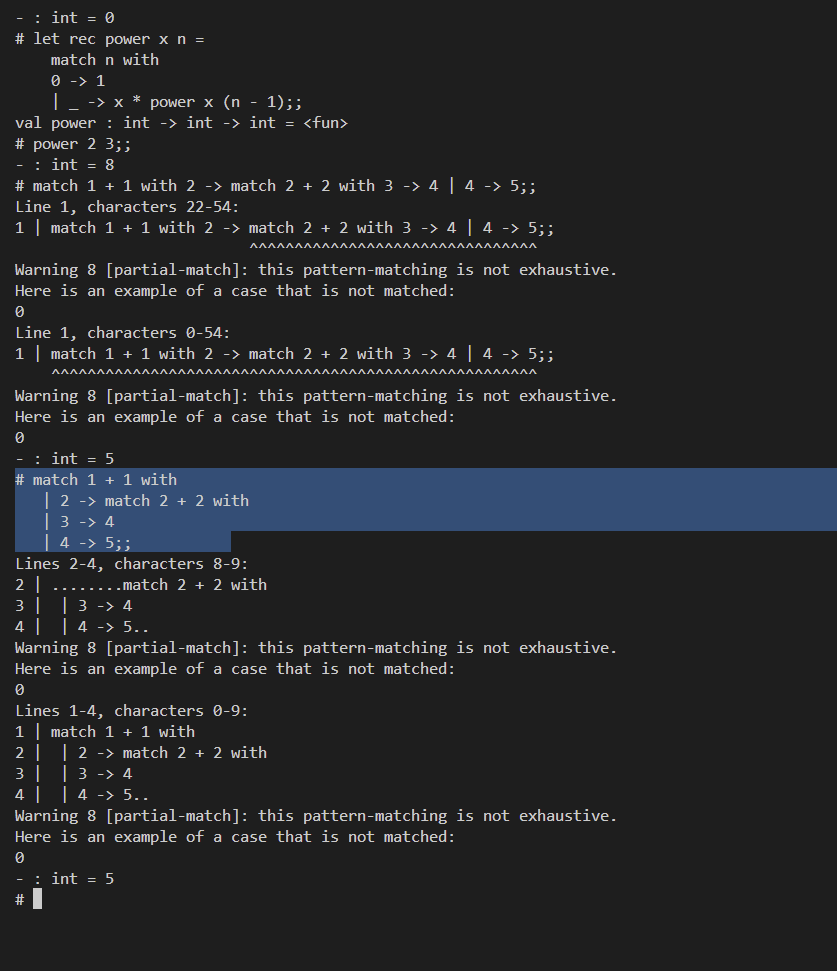 - : int = 0
# let rec power x n =
    match n with
    0 -> 1
    | _ -> x * power x (n - 1);;
val power : int -> int -> int = <fun>
# power 2 3;;
- : int = 8
# match 1 + 1 with 2 -> match 2 + 2 with 3 -> 4 | 4 -> 5;;
Line 1, characters 22-54:
1 | match 1 + 1 with 2 -> match 2 + 2 with 3 -> 4 | 4 -> 5;;
                          ^^^^^^^^^^^^^^^^^^^^^^^^^^^^^^^^
Warning 8 [partial-match]: this pattern-matching is not exhaustive.
Here is an example of a case that is not matched:
0
Line 1, characters 0-54:
1 | match 1 + 1 with 2 -> match 2 + 2 with 3 -> 4 | 4 -> 5;;
    ^^^^^^^^^^^^^^^^^^^^^^^^^^^^^^^^^^^^^^^^^^^^^^^^^^^^^^
Warning 8 [partial-match]: this pattern-matching is not exhaustive.
Here is an example of a case that is not matched:
0
- : int = 5
# match 1 + 1 with
   | 2 -> match 2 + 2 with
   | 3 -> 4
   | 4 -> 5;;
Lines 2-4, characters 8-9:
2 | ........match 2 + 2 with
3 |  | 3 -> 4
4 |  | 4 -> 5..
Warning 8 [partial-match]: this pattern-matching is not exhaustive.
Here is an example of a case that is not matched:
0
Lines 1-4, characters 0-9:
1 | match 1 + 1 with
2 |  | 2 -> match 2 + 2 with
3 |  | 3 -> 4
4 |  | 4 -> 5..
Warning 8 [partial-match]: this pattern-matching is not exhaustive.
Here is an example of a case that is not matched:
0
- : int = 5
#